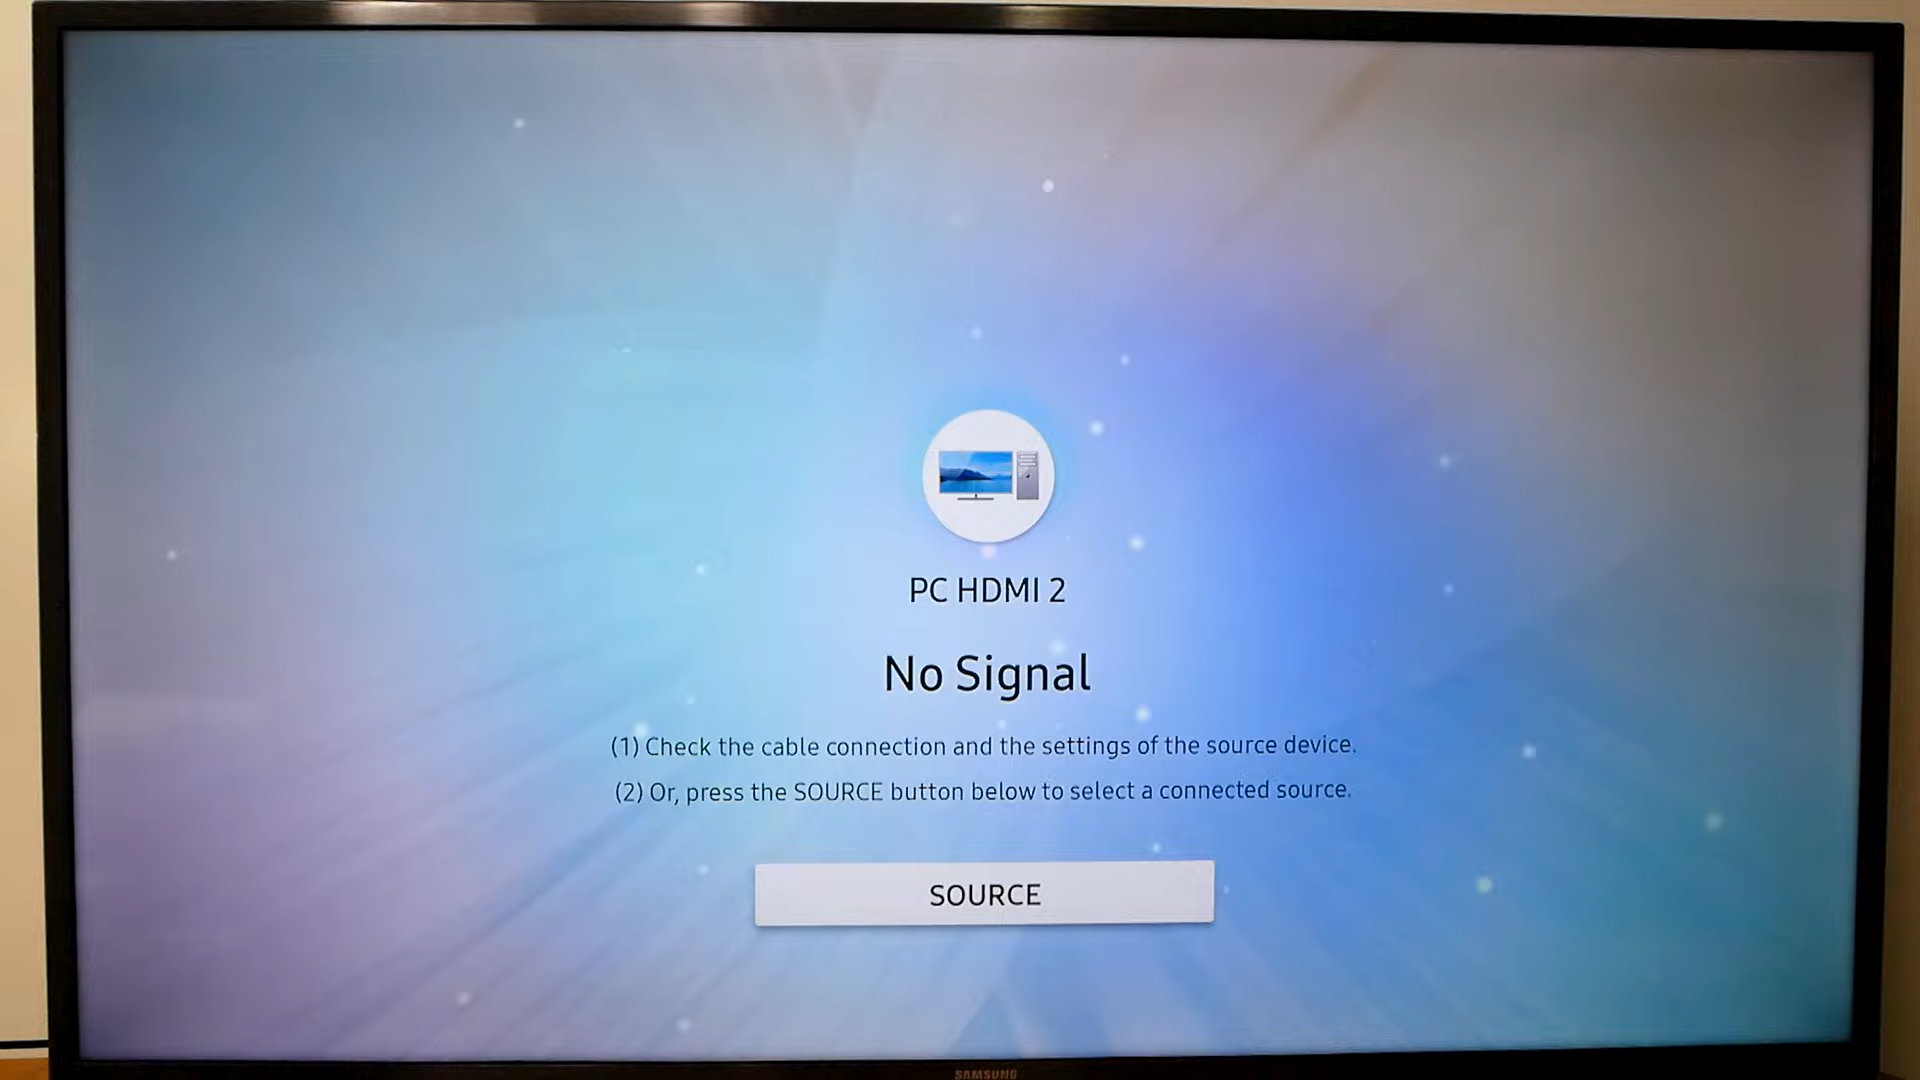 PC HDMI 2
No Signal
(1) Check the cable connection and the settings of the source device.
(2) Or, press the SOURCE button below to select a connected source.
SOURCE
SAMSUNG